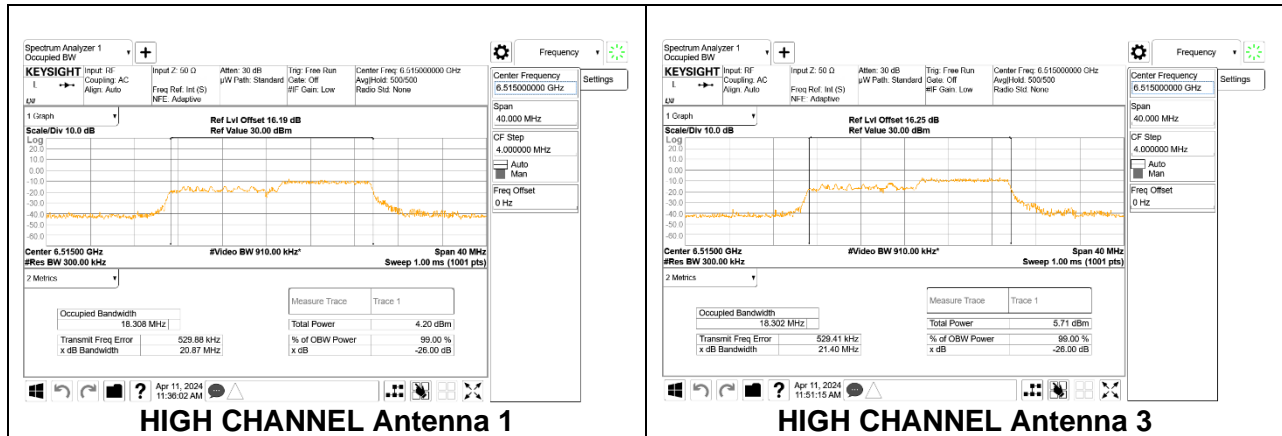 Spectrum Analyzer 1
Occupied BW
+
Frequency
KEYSIGHT
L
Input: RF
Coupling: AC
Align: Auto
Input Z: 50 Ω
Freq Ref: Int (S)
NFE: Adaptive
Atten: 30 dB
µW Path: Standard
Trig: Free Run
Gate: Off
#IF Gain: Low
Center Freq: 6.515000000 GHz
Avg|Hold: 500/500
Radio Std: None
Center Frequency
6.515000000 GHz
Settings
Span
40.000 MHz
CF Step
4.000000 MHz
Auto
Man
Freq Offset
0 Hz
1 Graph
Scale/Div 10.0 dB
Ref Lvl Offset 16.19 dB
Ref Value 30.00 dBm
Log
20.0
10.0
0.00
-10.0
-20.0
-30.0
-40.0
-50.0
-60.0
Center 6.51500 GHz
#Res BW 300.00 kHz
#Video BW 910.00 kHz*
Span 40 MHz
Sweep 1.00 ms (1001 pts)
2 Metrics
Measure Trace Trace 1
Occupied Bandwidth
18.308 MHz
Total Power 4.20 dBm
Transmit Freq Error 529.88 kHz % of OBW Power 99.00 %
x dB Bandwidth 20.87 MHz x dB -26.00 dB
? Apr 11, 2024
11:36:02 AM
HIGH CHANNEL Antenna 1
Spectrum Analyzer 1
Occupied BW
+
Frequency
KEYSIGHT
L
Input: RF
Coupling: AC
Align: Auto
Input Z: 50 Ω
Freq Ref: Int (S)
NFE: Adaptive
Atten: 30 dB
µW Path: Standard
Trig: Free Run
Gate: Off
#IF Gain: Low
Center Freq: 6.515000000 GHz
Avg|Hold: 500/500
Radio Std: None
Center Frequency
6.515000000 GHz
Settings
Span
40.000 MHz
CF Step
4.000000 MHz
Auto
Man
Freq Offset
0 Hz
1 Graph
Scale/Div 10.0 dB
Ref Lvl Offset 16.25 dB
Ref Value 30.00 dBm
Log
20.0
10.0
0.00
-10.0
-20.0
-30.0
-40.0
-50.0
-60.0
Center 6.51500 GHz
#Res BW 300.00 kHz
#Video BW 910.00 kHz*
Span 40 MHz
Sweep 1.00 ms (1001 pts)
2 Metrics
Measure Trace Trace 1
Occupied Bandwidth
18.302 MHz
Total Power 5.71 dBm
Transmit Freq Error 529.41 kHz % of OBW Power 99.00 %
x dB Bandwidth 21.40 MHz x dB -26.00 dB
? Apr 11, 2024
11:51:15 AM
HIGH CHANNEL Antenna 3